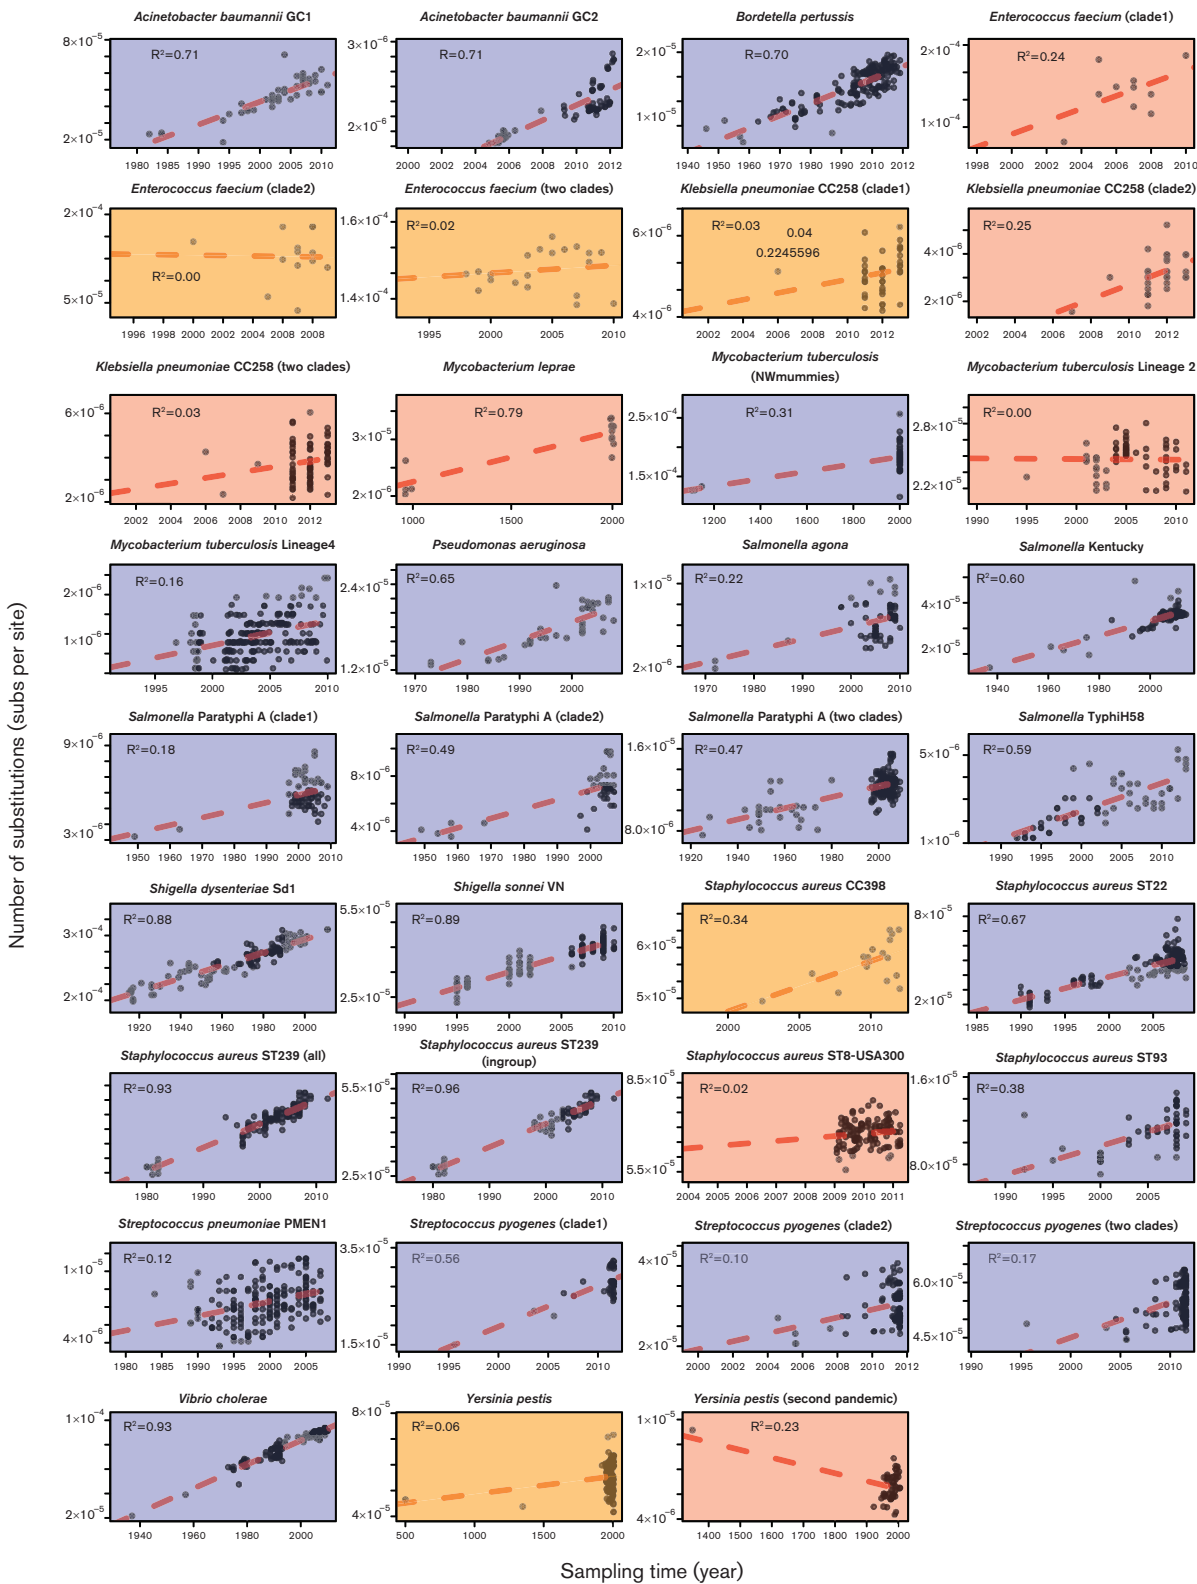 Acinetobacter baumannii GC1
8×10⁻⁵
2×10⁻⁵
R²=0.71
1980 1985 1990 1995 2000 2005 2010
Acinetobacter baumannii GC2
3×10⁻⁶
2×10⁻⁶
R=0.71
2000 2002 2004 2006 2008 2010 2012
Bordetella pertussis
2×10⁻⁵
1×10⁻⁵
R=0.70
1940 1950 1960 1970 1980 1990 2001 2012
Enterococcus faecium (clade1)
2×10⁻⁴
1×10⁻⁴
R²=0.24
1998 2000 2002 2004 2006 2008 2010
Enterococcus faecium (clade2)
2×10⁻⁴
5×10⁻⁵
R²=0.00
1996 1998 2000 2002 2004 2006 2008 2008
Enterococcus faecium (two clades)
1.6×10⁻⁴
1.4×10⁻⁴
R²=0.02
1995 2000 2005 2010
Klebsiella pneumoniae CC258 (clade1)
6×10⁻⁶
4×10⁻⁶
R²=0.03
0.04
0.2245596
2002 2004 2006 2008 2010 2012
Klebsiella pneumoniae CC258 (clade2)
4×10⁻⁶
2×10⁻⁶
R²=0.25
2002 2004 2006 2008 2010 2012
Klebsiella pneumoniae CC258 (two clades)
6×10⁻⁶
2×10⁻⁶
R²=0.03
2002 2004 2006 2008 2010 2012
Mycobacterium leprae
3×10⁻⁵
2×10⁻⁶
R²=0.79
1000 1500 2000
Mycobacterium tuberculosis
(NWmummies)
2.5×10⁻⁴
1.5×10⁻⁴
R²=0.31
1200 1400 1600 1800 2000
Mycobacterium tuberculosis Lineage 2
2.8×10⁻⁵
2.2×10⁻⁵
R²=0.00
1990 1995 2000 2005 2010
Mycobacterium tuberculosis Lineage4
2×10⁻⁶
1×10⁻⁶
R²=0.16
1995 2000 2005 2010
Pseudomonas aeruginosa
2.4×10⁻⁵
1.2×10⁻⁵
R²=0.65
1970 1980 1990 2000
Salmonella agona
1×10⁻⁵
2×10⁻⁶
R²=0.22
1970 1980 1990 2000 2010
Salmonella Kentucky
4×10⁻⁵
2×10⁻⁵
R²=0.60
1940 1960 1980 2000
Salmonella Paratyphi A (clade1)
9×10⁻⁶
3×10⁻⁶
R²=0.18
1950 1960 1970 1980 1990 2000 2010
Salmonella Paratyphi A (clade2)
8×10⁻⁶
4×10⁻⁶
R²=0.49
1940 1950 1960 1970 1980 1990 2000
Salmonella Paratyphi A (two clades)
1.6×10⁻⁵
8.0×10⁻⁶
R²=0.47
1920 1940 1960 1980 2000
Salmonella TyphiH58
5×10⁻⁶
1×10⁻⁶
R²=0.59
1990 1995 2000 2005 2010
Shigella dysenteriae Sd1
3×10⁻⁴
2×10⁻⁴
R²=0.88
1920 1940 1960 1980 2000
Shigella sonnei VN
5.5×10⁻⁵
2.5×10⁻⁵
R²=0.89
1990 1995 2000 2005 2010
Staphylococcus aureus CC398
6×10⁻⁵
5×10⁻⁵
R²=0.34
2000 2005 2010
Staphylococcus aureus ST22
8×10⁻⁵
2×10⁻⁵
R²=0.67
1985 1990 1995 2000 2005
Staphylococcus aureus ST239 (all)
R²=0.93
1980 1990 2000 2010
Staphylococcus aureus ST239
(ingroup)
5.5×10⁻⁵
2.5×10⁻⁵
R²=0.96
1980 1990 2000 2010
Staphylococcus aureus ST8-USA300
8.5×10⁻⁵
5.5×10⁻⁵
R²=0.02
2004 2005 2006 2007 2008 2009 2010 2011
Staphylococcus aureus ST93
1.6×10⁻⁵
8.0×10⁻⁵
R²=0.38
1990 1995 2000 2005
Streptococcus pneumoniae PMEN1
1×10⁻⁵
4×10⁻⁶
R²=0.12
1980 1985 1990 1995 2000 2005
Streptococcus pyogenes (clade1)
3.5×10⁻⁵
1.5×10⁻⁵
R²=0.56
1990 1995 2000 2005 2010
Streptococcus pyogenes (clade2)
4×10⁻⁵
2×10⁻⁵
R²=0.10
2000 2002 2004 2006 2008 2010 2012
Streptococcus pyogenes (two clades)
6.0×10⁻⁵
4.5×10⁻⁵
R²=0.17
1990 1995 2000 2005 2010
Vibrio cholerae
1×10⁻⁴
2×10⁻⁵
R²=0.93
1940 1960 1980 2000
Yersinia pestis
8×10⁻⁵
4×10⁻⁵
R²=0.06
500 1000 1500 2000
Yersinia pestis (second pandemic)
1×10⁻⁵
4×10⁻⁶
R²=0.23
1400 1500 1600 1700 1800 1900 2000
Number of substitutions (subs per site)
Sampling time (year)